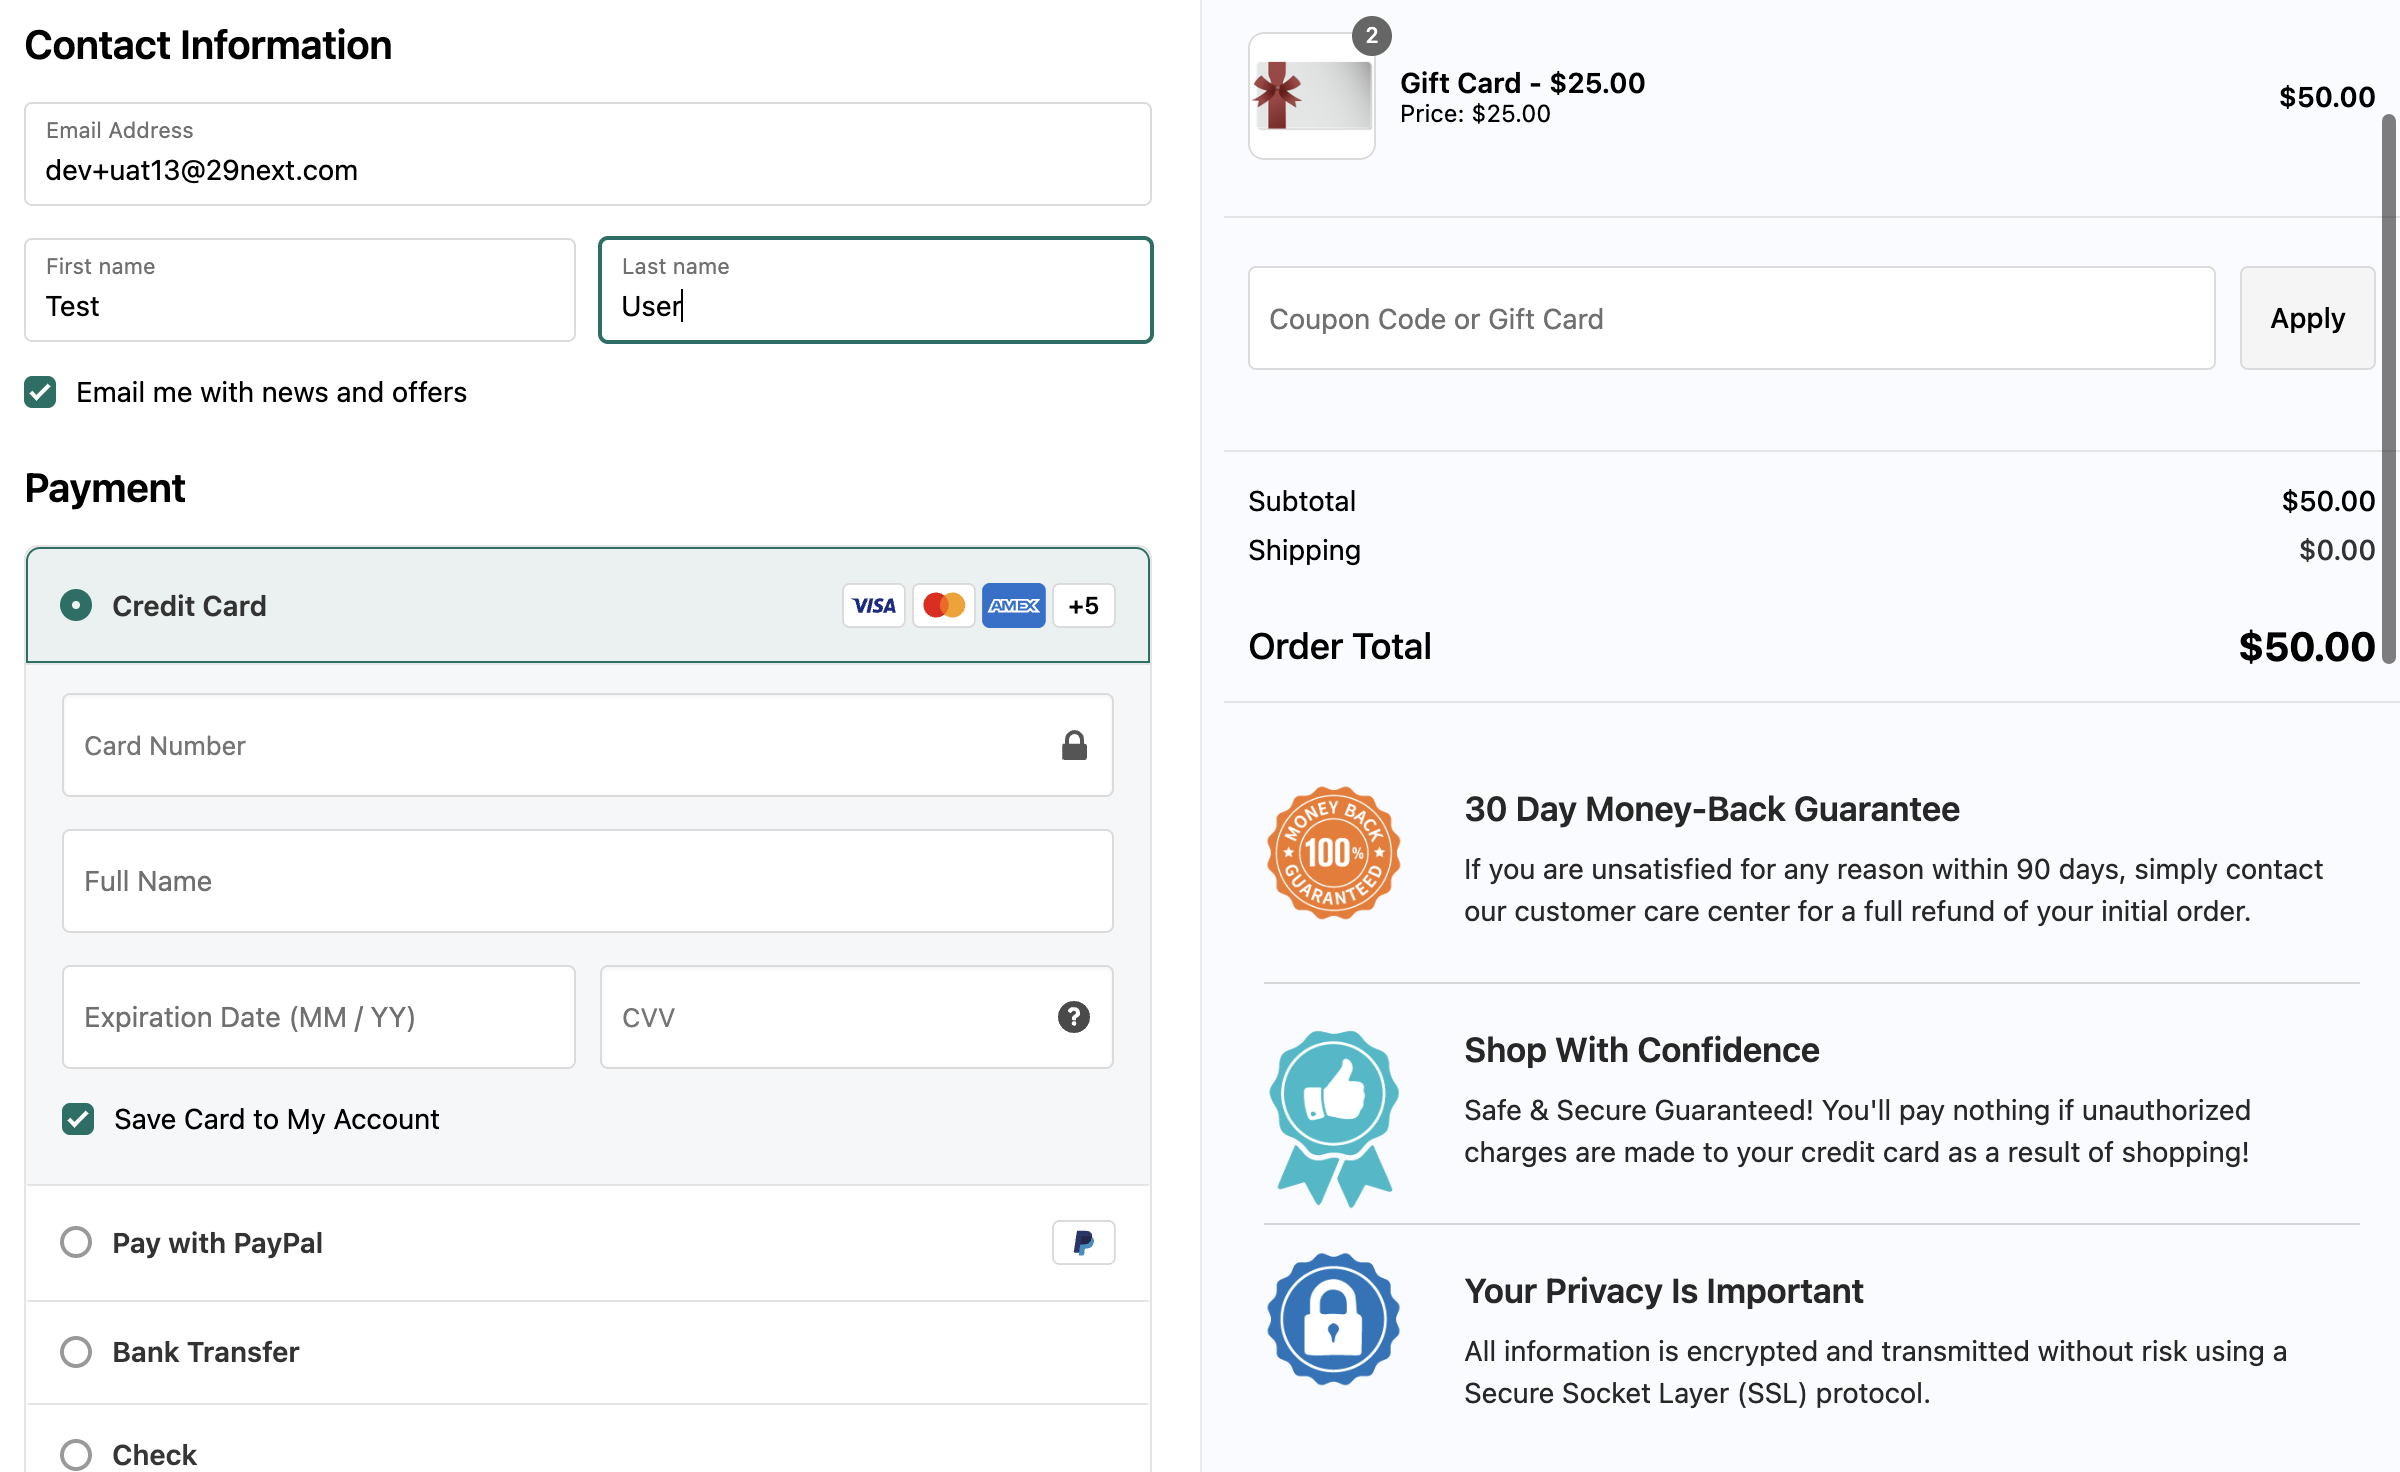 Contact Information
Email Address
dev+uat13@29next.com
First name
Test
Last name
User
Email me with news and offers
Payment
Credit Card
VISA
AMEX
+5
Card Number
Full Name
Expiration Date (MM / YY)
CVV
?
Save Card to My Account
Pay with PayPal
Bank Transfer
Check
2
Gift Card - $25.00
Price: $25.00
$50.00
Coupon Code or Gift Card
Apply
Subtotal
$50.00
Shipping
$0.00
Order Total
$50.00
MONEY BACK
100%
GUARANTEED
30 Day Money-Back Guarantee
If you are unsatisfied for any reason within 90 days, simply contact
our customer care center for a full refund of your initial order.
Shop With Confidence
Safe & Secure Guaranteed! You'll pay nothing if unauthorized
charges are made to your credit card as a result of shopping!
Your Privacy Is Important
All information is encrypted and transmitted without risk using a
Secure Socket Layer (SSL) protocol.